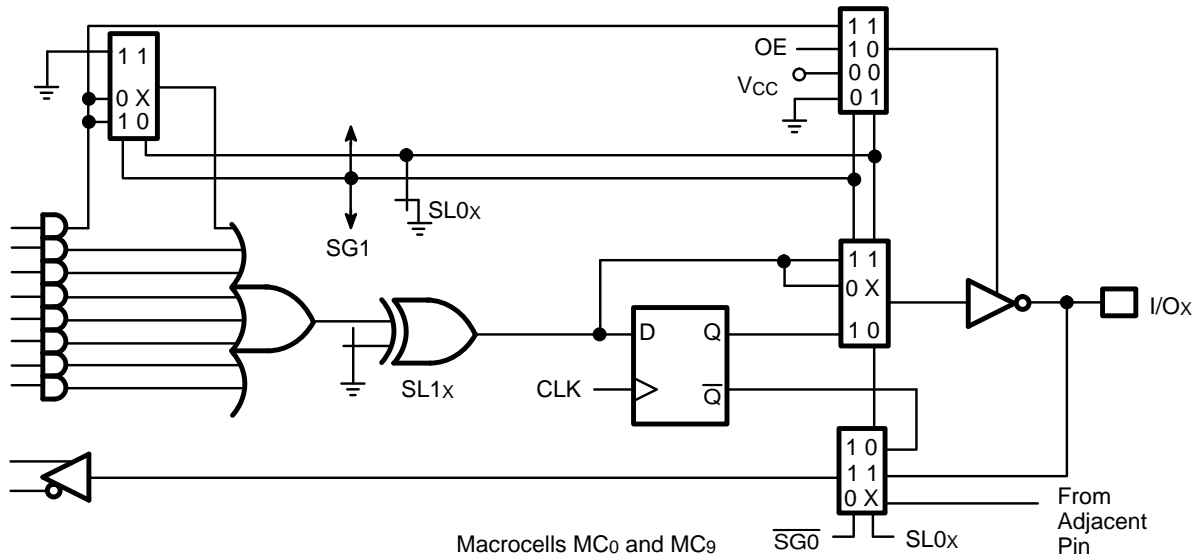 1 1
0 X
1 0
OE
VCC
1 1
1 0
0 0
0 1
SG1
SL0X
SL1X
D
Q
CLK
Q̅
1 1
0 X
1 0
I/OX
1 0
1 1
0 X
From
Adjacent
Pin
S̅G̅0̅
SL0X
Macrocells MC0 and MC9